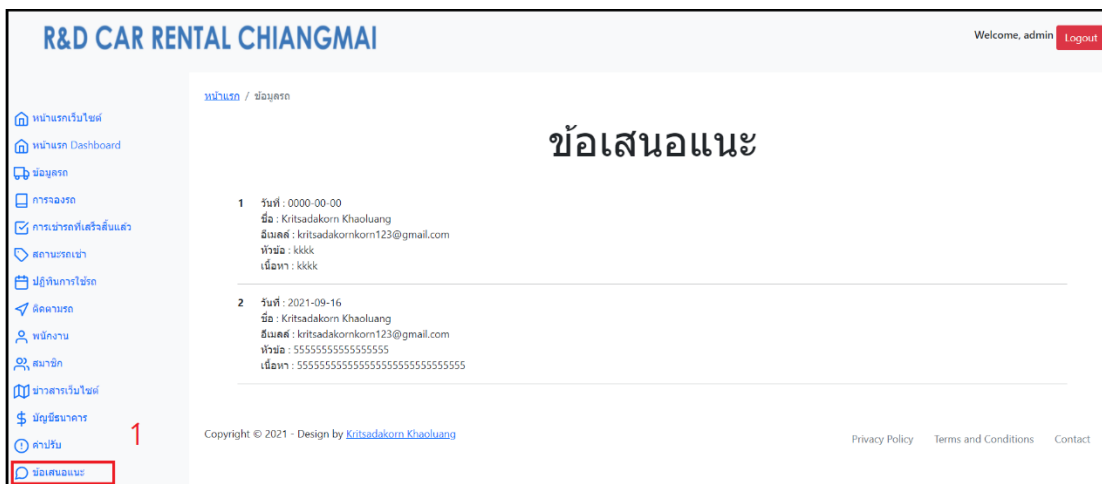 R&D CAR RENTAL CHIANGMAI
Welcome, admin Logout
หน้าแรก / ข้อมูลรถ
หน้าแรกเว็บไซต์
หน้าแรก Dashboard
ข้อมูลรถ
การจองรถ
การเช่ารถที่เสร็จสิ้นแล้ว
สถานะรถเช่า
ปฏิทินการใช้รถ
ติดตามรถ
พนักงาน
สมาชิก
ข่าวสารเว็บไซต์
บัญชีธนาคาร
ค่าปรับ
ข้อเสนอแนะ
1
ข้อเสนอแนะ
1 วันที่ : 0000-00-00
ชื่อ : Kritsadakorn Khaoluang
อีเมลล์ : kritsadakornkorn123@gmail.com
หัวข้อ : kkkk
เนื้อหา : kkkk
2 วันที่ : 2021-09-16
ชื่อ : Kritsadakorn Khaoluang
อีเมลล์ : kritsadakornkorn123@gmail.com
หัวข้อ : 55555555555555555
เนื้อหา : 555555555555555555555555555555
Copyright © 2021 - Design by Kritsadakorn Khaoluang
Privacy Policy Terms and Conditions Contact